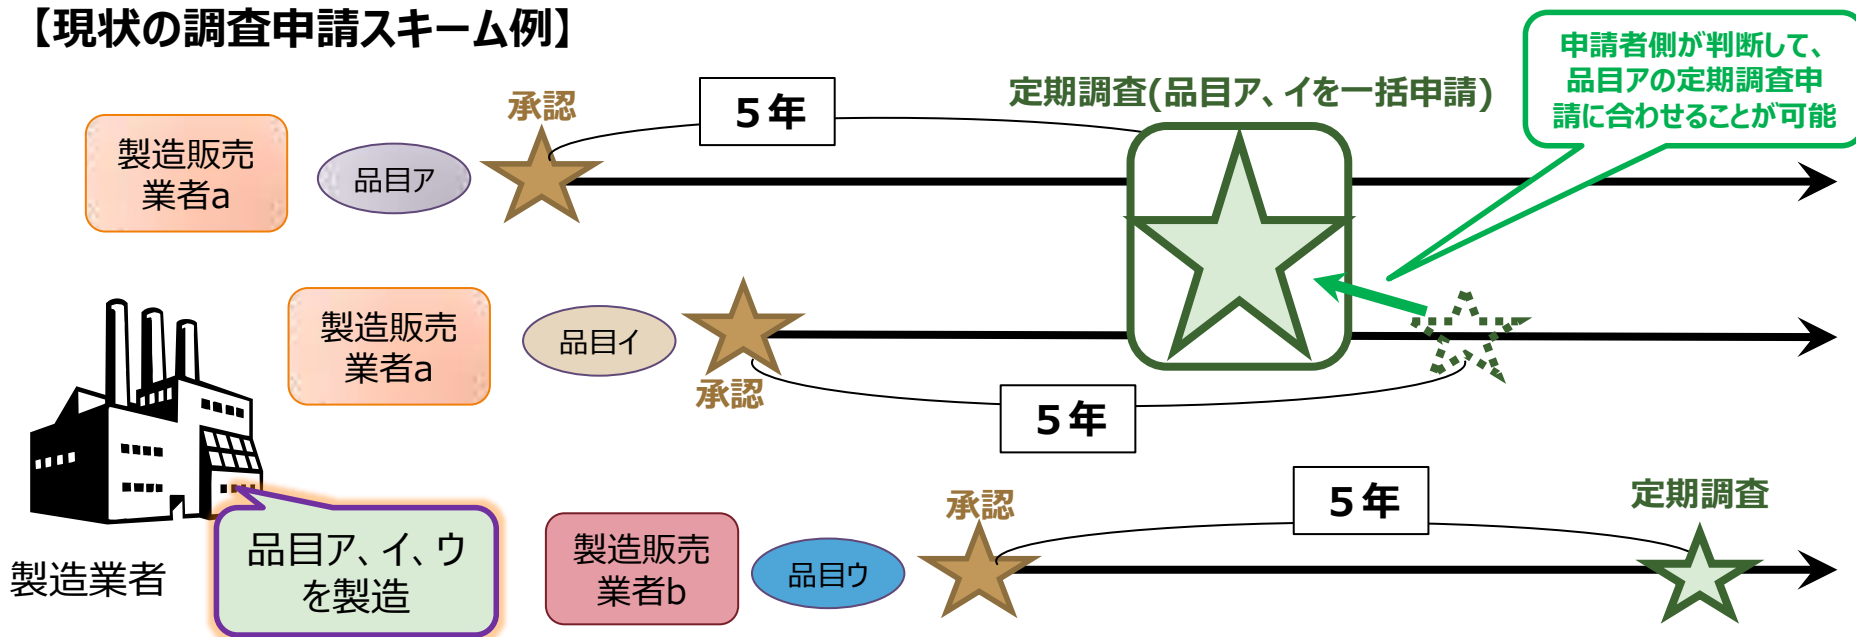 【現状の調査申請スキーム例】
申請者側が判断して、
品目アの定期調査申
請に合わせることが可能
承認
５年
定期調査(品目ア、イを一括申請)
製造販売
業者a
品目ア
製造販売
業者a
品目イ
承認
５年
承認
５年
定期調査
製造業者
品目ア、イ、ウ
を製造
製造販売
業者b
品目ウ